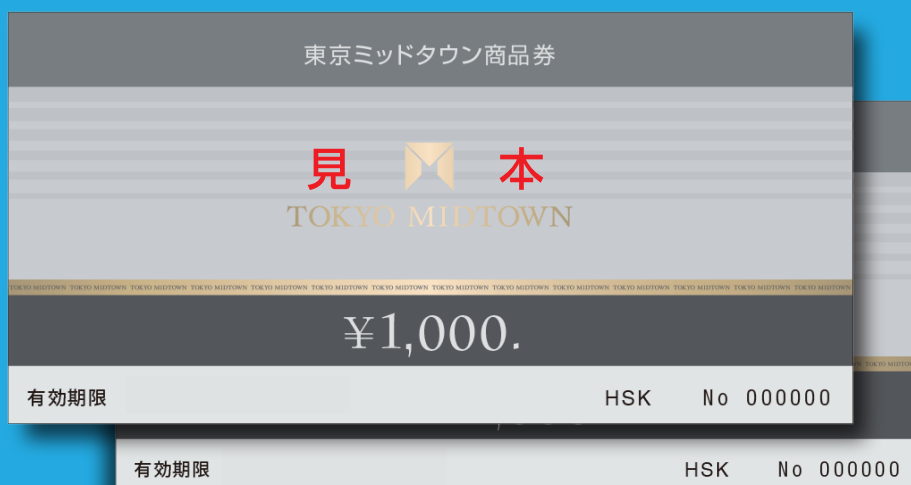 東京ミッドタウン商品券
見 本
TOKYO MIDTOWN
TOKYO MIDTOWN TOKYO MIDTOWN TOKYO MIDTOWN TOKYO MIDTOWN TOKYO MIDTOWN TOKYO MIDTOWN TOKYO MIDTOWN TOKYO MIDTOWN TOKYO MIDTOWN TOKYO MIDTOWN TOKYO MIDTOWN TOKYO MIDTOWN TOKYO MIDTOWN TOKYO MIDTOWN
¥1,000.
有効期限 HSK No 000000
有効期限 HSK No 000000